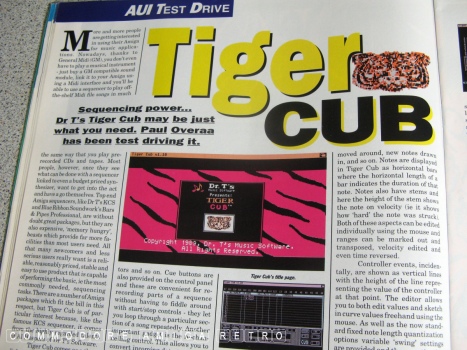 AUI TEST DRIVE
Tiger
CUB
Sequencing power...
Dr T's Tiger Cub may be just
what you need. Paul Overaa
has been test driving it.
More and more people
are getting interested
in using their Amiga
for music applica-
tions. Nowadays, thanks to
General Midi (GM), you don't even
have to play a musical instrument
- just buy a GM compatible sound
module, link it to your Amiga us-
ing a Midi interface and you'll be
able to use a sequencer to play off-
the-shelf Midi file songs in much
the same way that you play pre-
recorded CDs and tapes. Most
people, however, once they see
what can be done with a sequencer
linked to even a budget priced syn-
thesiser, want to get into the act
and have a go themselves. Top end
Amiga sequencers, like Dr T's KCS
and Blue Ribbon Soundwork's Bars
& Pipes Professional, are without
doubt great packages, but they are
also expensive, 'memory hungry',
beasts which provide far more fa-
cilities than most users need. All
that many newcomers and less
serious users really want is a reli-
able, reasonably priced, stable and
easy to use product that is capable
of performing the basic, the most
commonly needed, sequencing
jobs. There are a number of Amiga
packages which fit the bill in this
respect, but Tiger Cub is of par-
ticular interest because, like the
famous KCS sequencer, it
Dr T's Software.
Tiger Cub
Dr. T's
Presents:
TIGER
CUB
Copyright 1989, Dr. T's Music Software.
All Rights Reserved.
bars and so on. Cue buttons are
also provided on the control panel
and these are convenient for re-
cording parts of a sequence
without having to fiddle around
with start/stop controls - they let
you loop through a particular sec-
tion of a song repeatedly. Another
control. This allows you to
Tiger Cub's hEs page.
moved around, new notes drawn
in, and so on. Notes are displayed
in Tiger Cub as horizontal bars
where the horizontal length of a
bar indicates the duration of that
note. Notes also have stems and
here the height of the stem shows
the note on velocity (ie it shows
how 'hard' the note was struck).
Both of these aspects can be edited
individually using the mouse and
ranges can be marked out and
transposed, velocity edited and
even time reversed.
Controller events, inciden-
tally, are shown as vertical lines
with the height of the line repre-
senting the value of the controller
at that point. The editor allows
you to both edit values and sketch
in curves freehand using the
mouse. As well as the now stand-
ard fixed note length quantization
options variable 'swing' settings
COMMODORE IS AWESOME RETRO